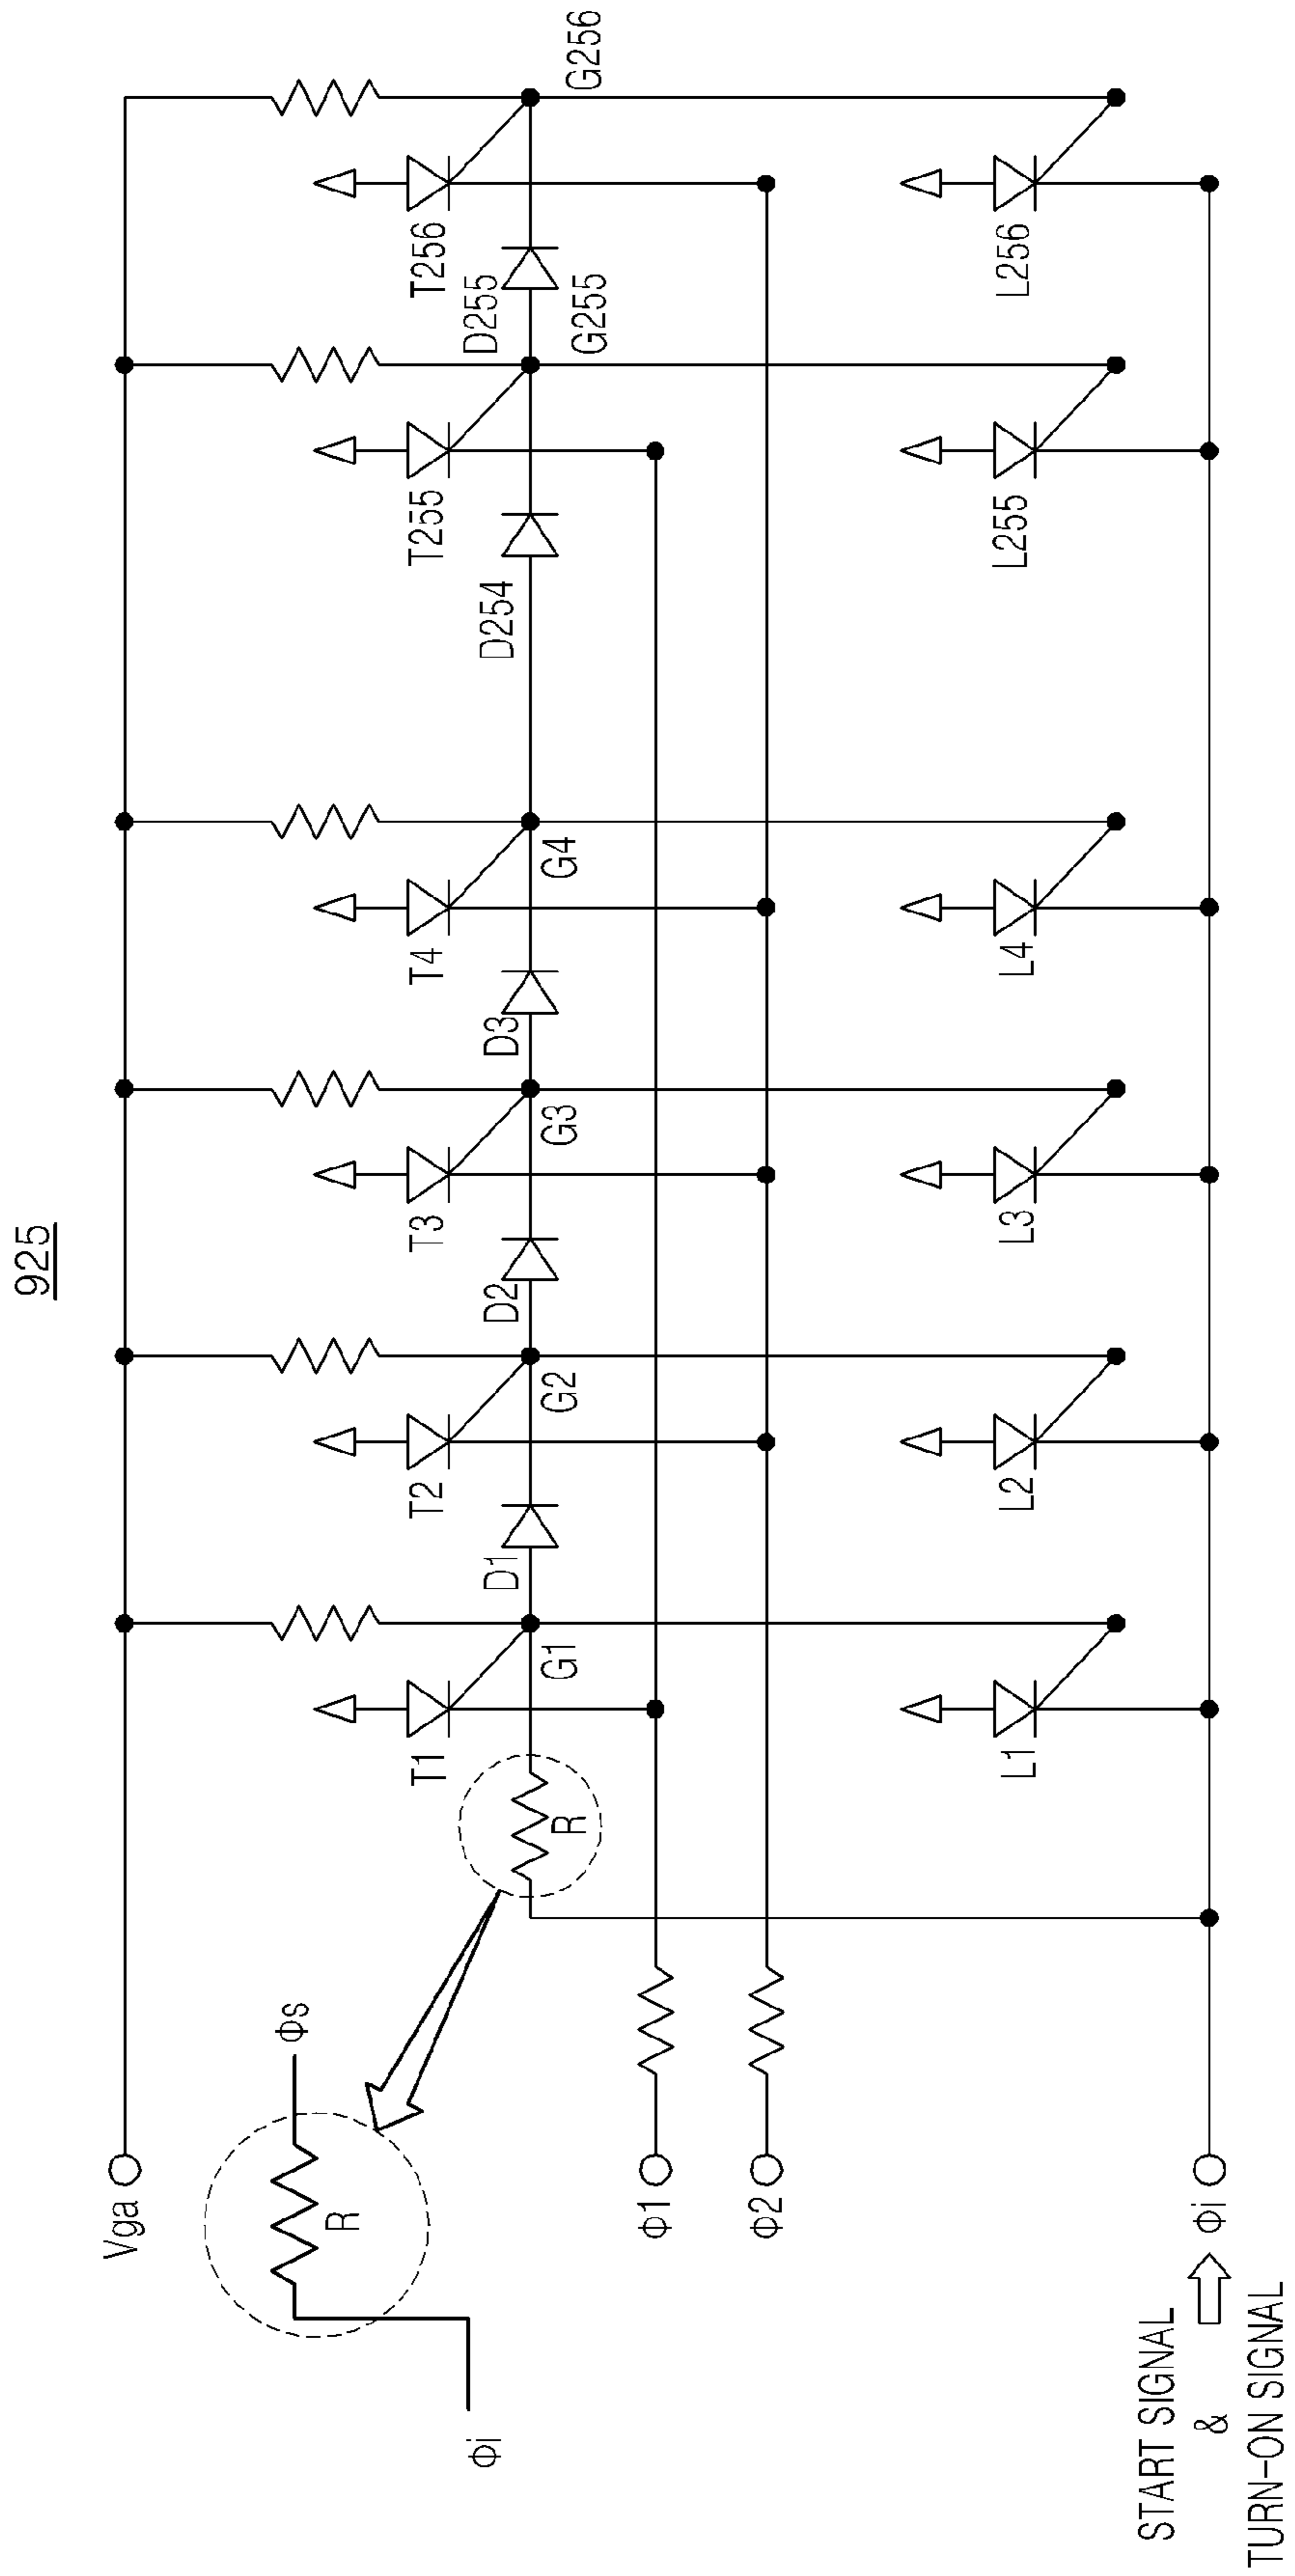 925
Vga
Φs
R
Φi
R
T1
T2
T3
T4
T255
T256
D1
D2
D3
D254
D255
G1
G2
G3
G4
G255
G256
Φ1
Φ2
L1
L2
L3
L4
L255
L256
START SIGNAL
&
TURN-ON SIGNAL
Φi